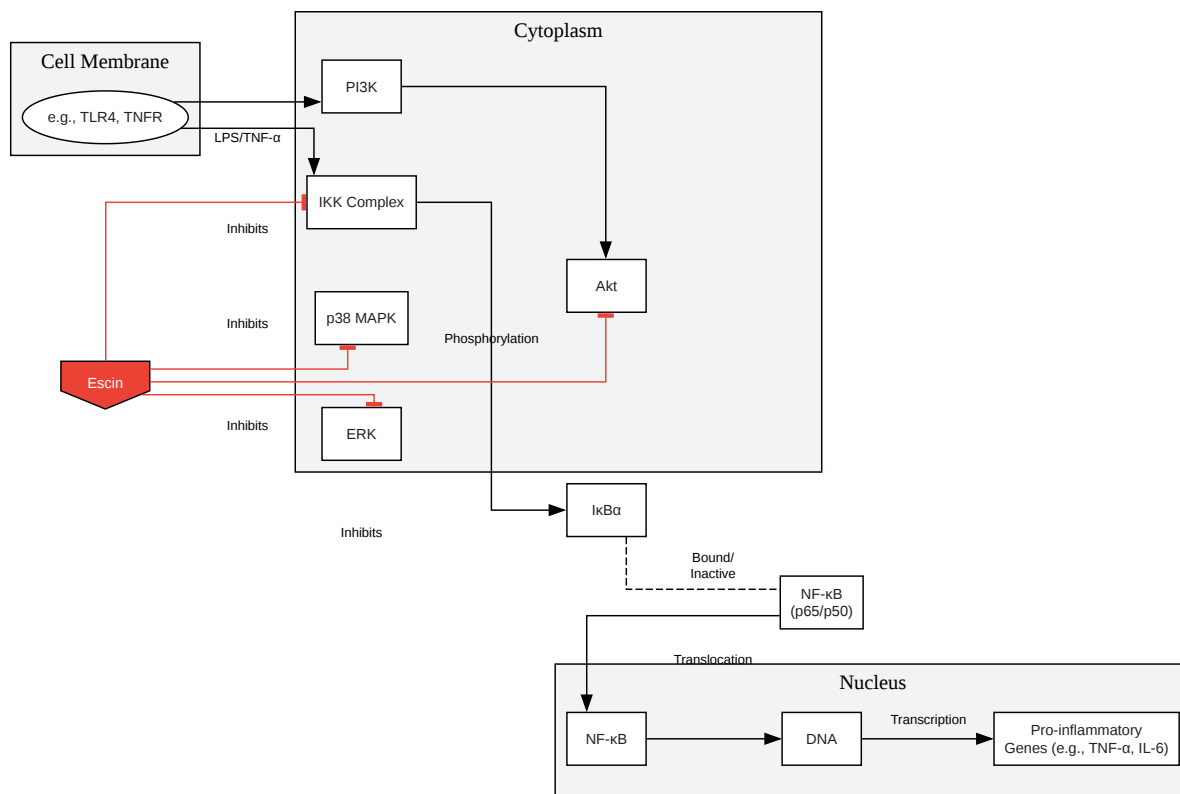 Cytoplasm
Cell Membrane
PI3K
e.g., TLR4, TNFR
LPS/TNF-α
IKK Complex
Inhibits
Akt
p38 MAPK
Inhibits
Phosphorylation
Escin
Inhibits
ERK
IκBα
Inhibits
Bound/
Inactive
NF-κB
(p65/p50)
Translocation
Nucleus
NF-κB
DNA
Transcription
Pro-inflammatory
Genes (e.g., TNF-α, IL-6)